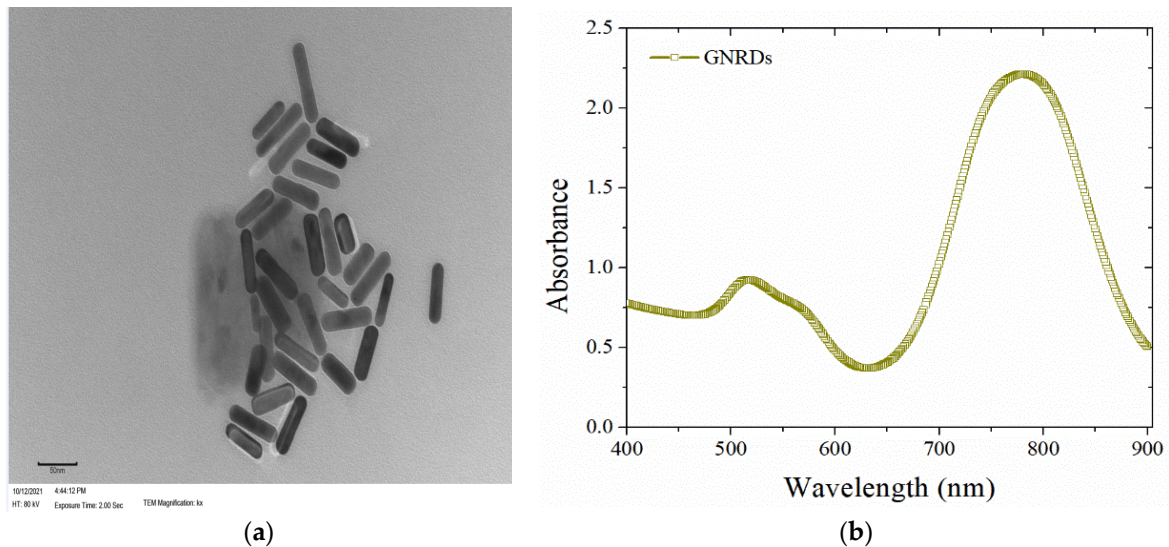 50nm
10/12/2021 4:44:12 PM
HT: 80 kV Exposure Time: 2.00 Sec TEM Magnification: kx
(a)
GNRDs
Absorbance
2.5
2.0
1.5
1.0
0.5
0.0
400 500 600 700 800 900
Wavelength (nm)
(b)